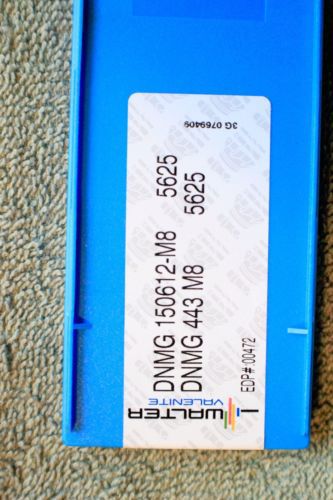 WALTER
VALENITE
DNMG 150612-M8 5625
DNMG 443 M8 5625
EDP#:00472
3G 0769409